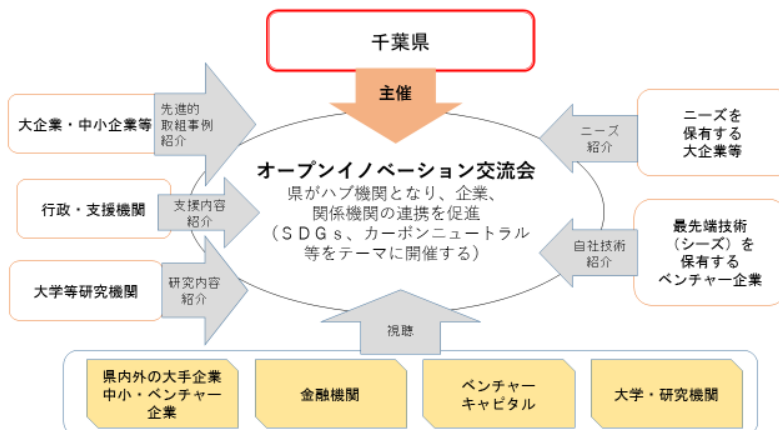 千葉県
主催
大企業・中小企業等
先進的
取組事例
紹介
ニーズ
紹介
ニーズを
保有する
大企業等
オープンイノベーション交流会
県がハブ機関となり、企業、
関係機関の連携を促進
（ＳＤＧｓ、カーボンニュートラル
等をテーマに開催する）
行政・支援機関
支援内容
紹介
自社技術
紹介
最先端技術
（シーズ）を
保有する
ベンチャー企業
大学等研究機関
研究内容
紹介
視聴
県内外の大手企業
中小・ベンチャー
企業
金融機関
ベンチャー
キャピタル
大学・研究機関